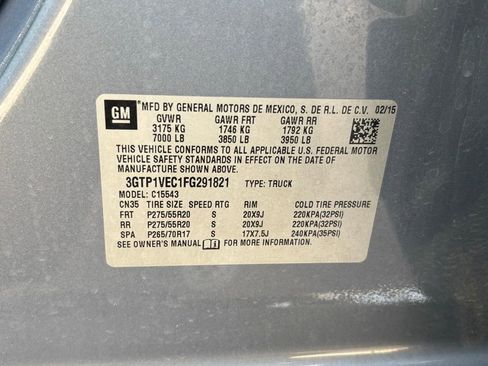 GM MFD BY GENERAL MOTORS DE MEXICO, S. DE R.L. DE C.V. 02/15
GVWR GAWR FRT GAWR RR
3175 KG 1746 KG 1792 KG
7000 LB 3850 LB 3950 LB
THIS VEHICLE CONFORMS TO ALL APPLICABLE U.S. FEDERAL MOTOR
VEHICLE SAFETY STANDARDS IN EFFECT ON THE DATE OF
MANUFACTURE SHOWN ABOVE.
3GTP1VEC1FG291821 TYPE: TRUCK
MODEL: C15543
CN35 TIRE SIZE SPEED RTG RIM COLD TIRE PRESSURE
FRT P275/55R20 S 20X9J 220KPA(32PSI)
RR P275/55R20 S 20X9J 220KPA(32PSI)
SPA P265/70R17 S 17X7.5J 240KPA(35PSI)
SEE OWNER'S MANUAL FOR MORE INFORMATION.